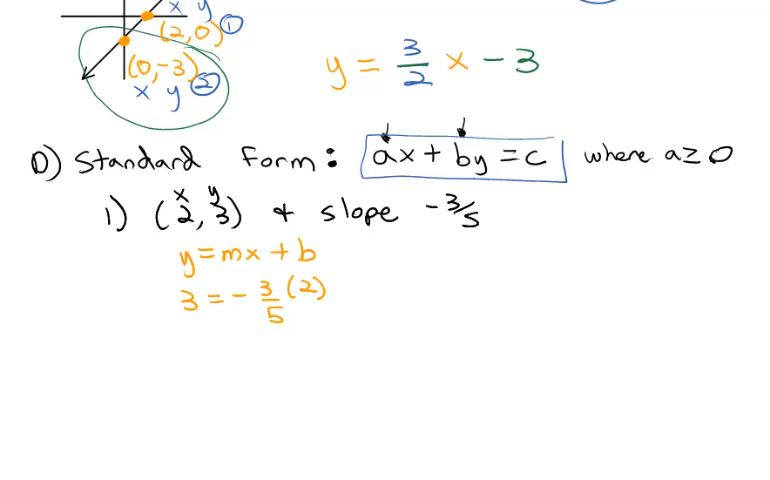 x y
(2,0) ①
(0,-3) ②
x y
y = 3/2 x - 3
D) Standard Form: ax + by = c where a ≥ 0
x y
1) (2, 3) + slope -3/5
y = mx + b
3 = - 3/5 (2)